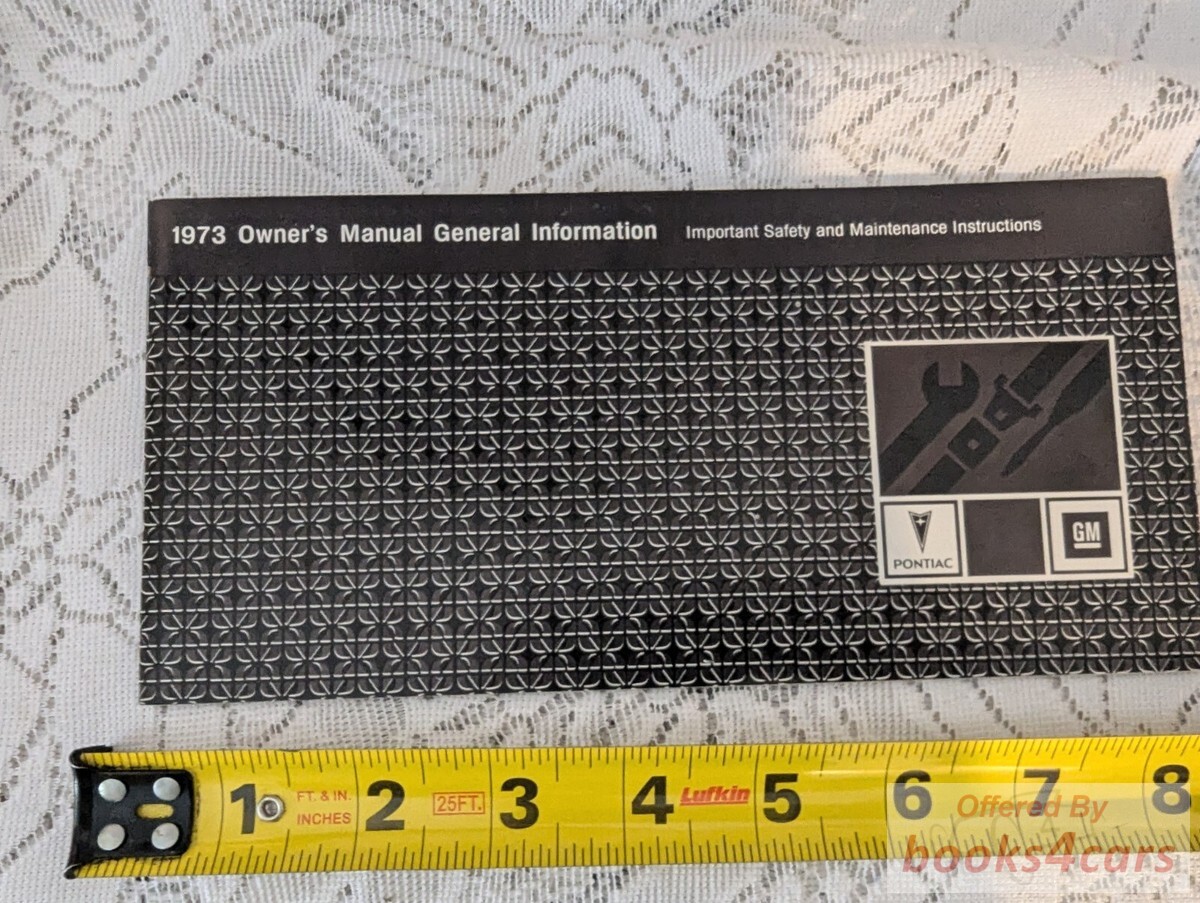 1973 Owner's Manual General Information Important Safety and Maintenance Instructions
PONTIAC
GM
1 FT. & IN. INCHES 2 25FT. 3 4 Lufkin 5 6 7 8
Offered By
books4cars